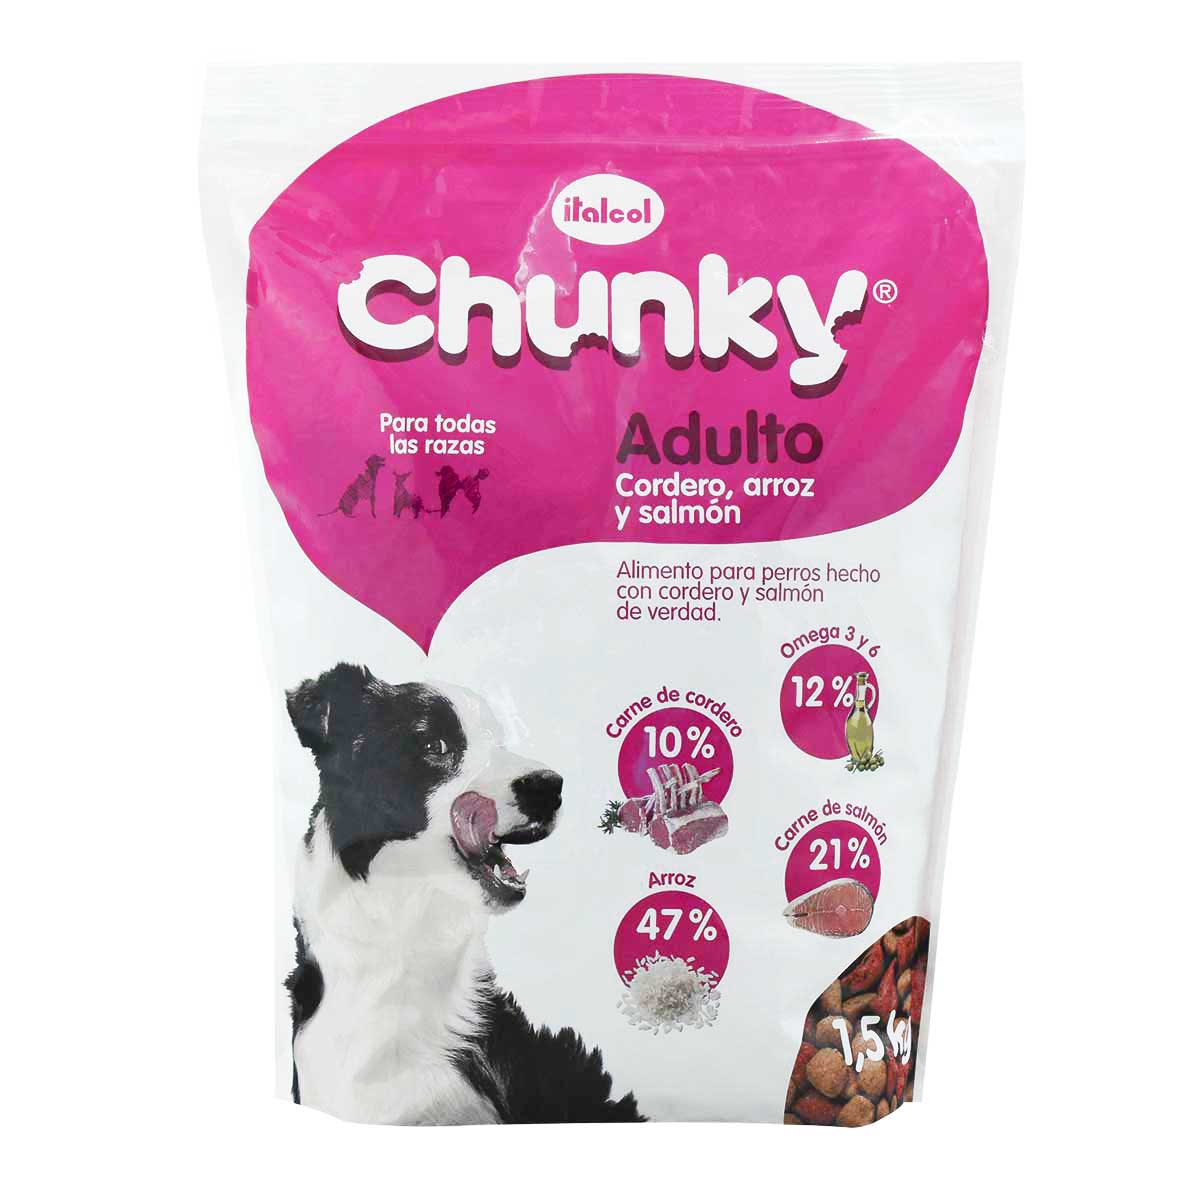 italcol
Chunky®
Para todas
las razas
Adulto
Cordero, arroz
y salmón
Alimento para perros hecho
con cordero y salmón
de verdad.
Omega 3 y 6
12%
Carne de cordero
10%
Carne de salmón
21%
Arroz
47%
1,5 kg